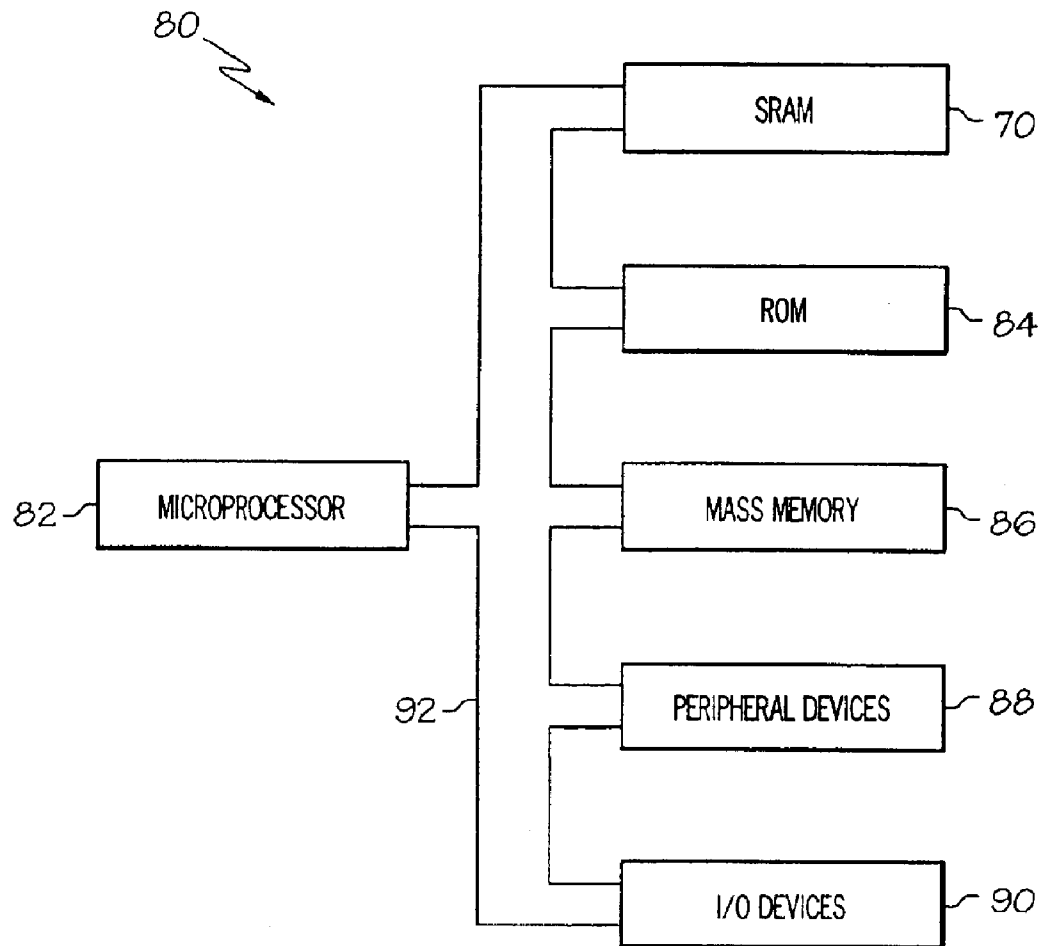 80
SRAM
70
ROM
84
MICROPROCESSOR
82
MASS MEMORY
86
PERIPHERAL DEVICES
88
92
I/O DEVICES
90